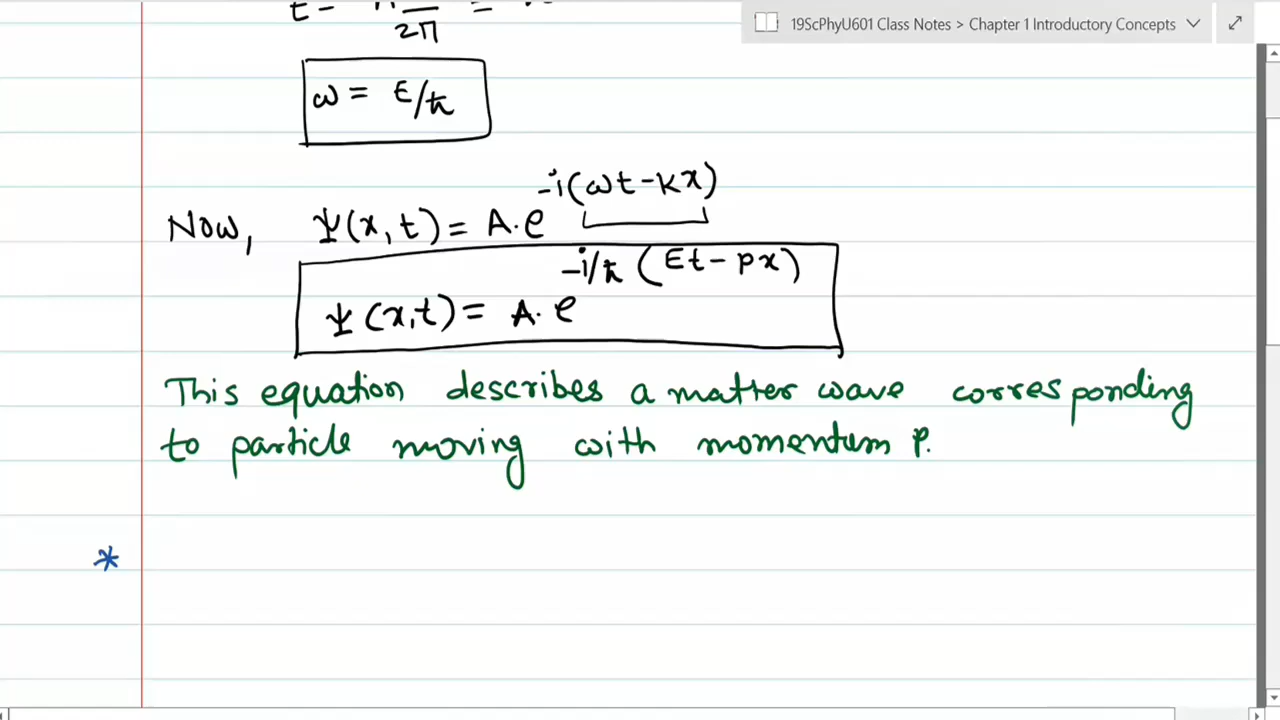 19ScPhyU601 Class Notes > Chapter 1 Introductory Concepts
2π
ω = E/ħ
Now, Ψ(x, t) = A·e^{-i(ωt-kx)}
Ψ(x,t) = A·e^{-i/ħ (Et-px)}
This equation describes a matter wave corresponding
to particle moving with momentum p.
*